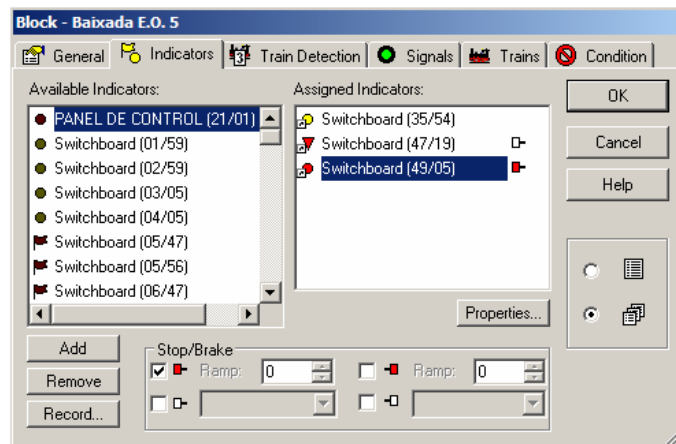 Block - Baixada E.O. 5
General Indicators 3 Train Detection Signals Trains Condition
Available Indicators:
PANEL DE CONTROL (21/01)
Switchboard (01/59)
Switchboard (02/59)
Switchboard (03/05)
Switchboard (04/05)
Switchboard (05/47)
Switchboard (05/56)
Switchboard (06/47)
Assigned Indicators:
Switchboard (35/54)
Switchboard (47/19)
Switchboard (49/05)
OK
Cancel
Help
Properties...
Add
Remove
Record...
Stop/Brake
Ramp: 0 Ramp: 0